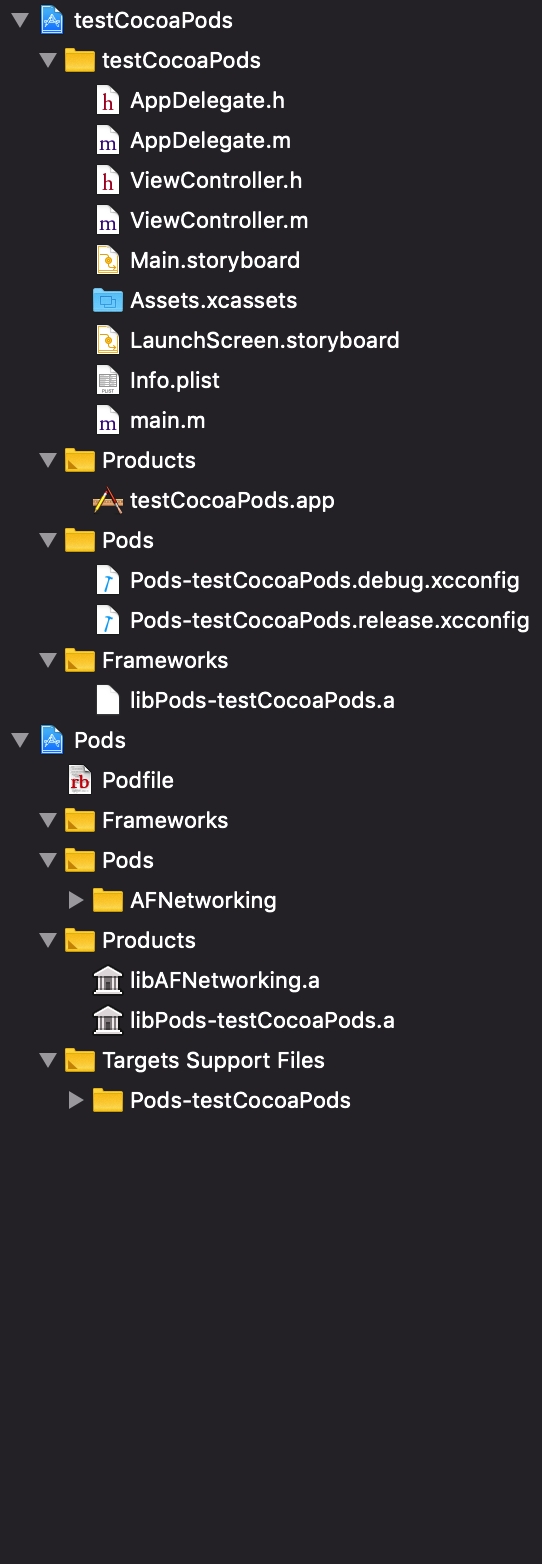 testCocoaPods
testCocoaPods
h AppDelegate.h
m AppDelegate.m
h ViewController.h
m ViewController.m
Main.storyboard
Assets.xcassets
LaunchScreen.storyboard
PLIST Info.plist
m main.m
Products
testCocoaPods.app
Pods
Pods-testCocoaPods.debug.xcconfig
Pods-testCocoaPods.release.xcconfig
Frameworks
libPods-testCocoaPods.a
Pods
rb Podfile
Frameworks
Pods
AFNetworking
Products
libAFNetworking.a
libPods-testCocoaPods.a
Targets Support Files
Pods-testCocoaPods